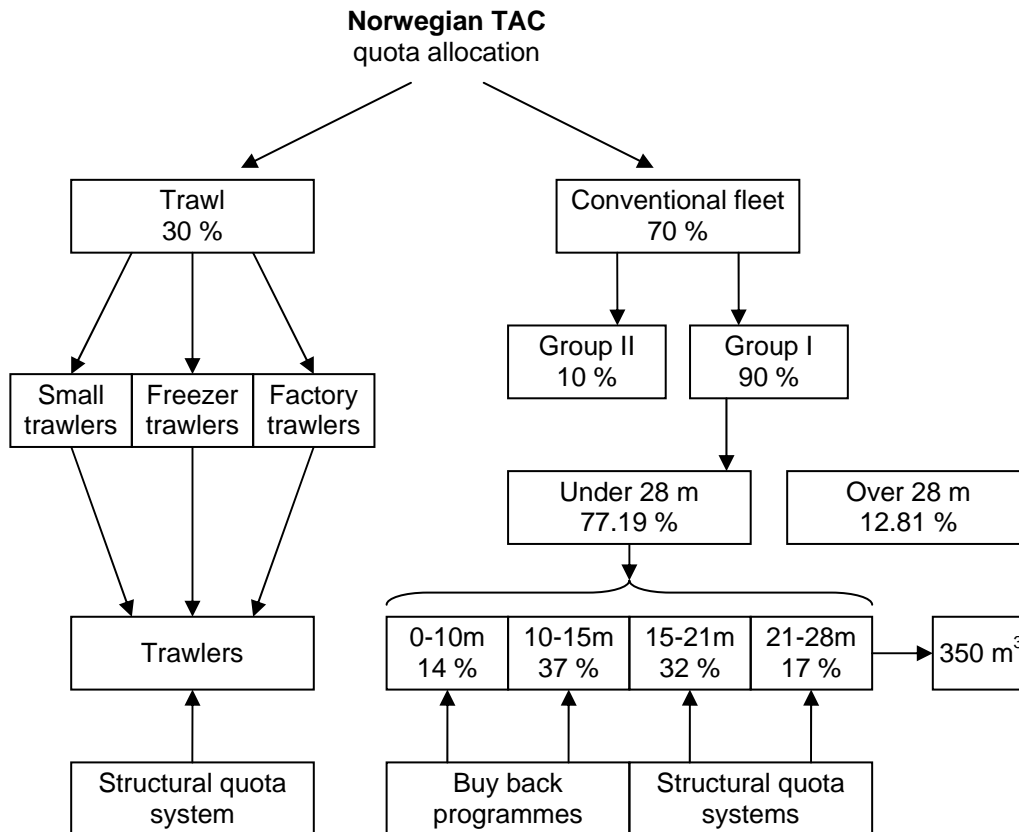 Norwegian TAC
quota allocation
Trawl
30 %
Conventional fleet
70 %
Group II
10 %
Group I
90 %
Small
trawlers
Freezer
trawlers
Factory
trawlers
Under 28 m
77.19 %
Over 28 m
12.81 %
Trawlers
0-10m
14 %
10-15m
37 %
15-21m
32 %
21-28m
17 %
350 m³
Structural quota
system
Buy back
programmes
Structural quota
systems